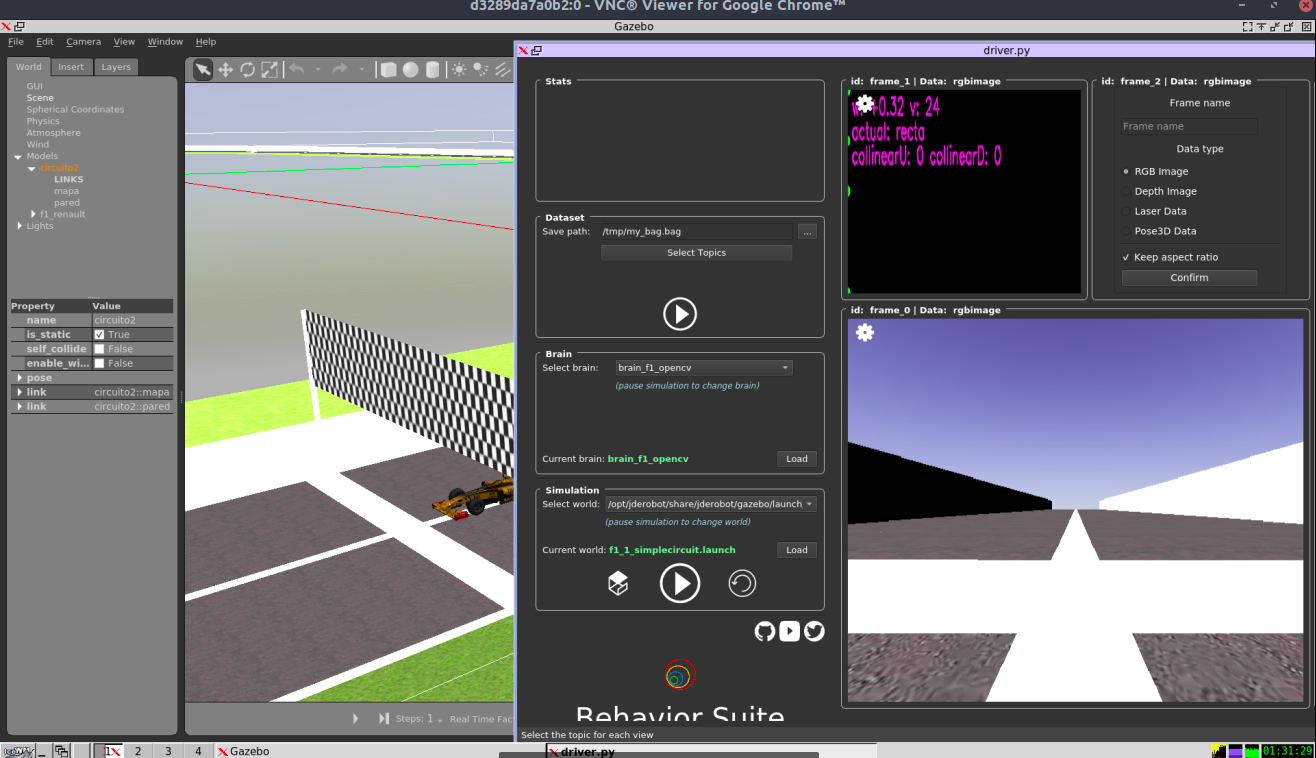 d3289da7a0b2:0 - VNC® Viewer for Google Chrome™
Gazebo
File Edit Camera View Window Help
World Insert Layers
GUI
Scene
Spherical Coordinates
Physics
Atmosphere
Wind
Models
circuito2
LINKS
mapa
pared
f1_renault
Lights
Property Value
name circuito2
is_static True
self_collide False
enable_wi... False
pose
link circuito2::mapa
link circuito2::pared
Steps: 1 Real Time Fac
driver.py
Stats
Dataset
Save path: /tmp/my_bag.bag ...
Select Topics
Brain
Select brain: brain_f1_opencv
(pause simulation to change brain)
Current brain: brain_f1_opencv Load
Simulation
Select world: /opt/jderobot/share/jderobot/gazebo/launch
(pause simulation to change world)
Current world: f1_1_simplecircuit.launch Load
Behavior Suite
Select the topic for each view
id: frame_1 | Data: rgbimage
w: +0.32 v: 24
actual: recta
collinearU: 0 collinearD: 0
id: frame_2 | Data: rgbimage
Frame name
Frame name
Data type
RGB Image
Depth Image
Laser Data
Pose3D Data
Keep aspect ratio
Confirm
id: frame_0 | Data: rgbimage
1 2 3 4 Gazebo driver.py 01:31:29